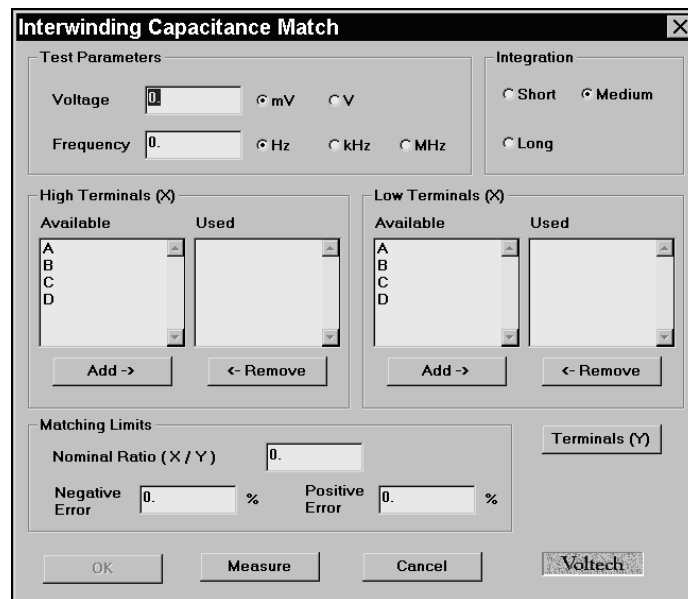 Interwinding Capacitance Match
Test Parameters
Voltage 0. mV V
Frequency 0. Hz kHz MHz
Integration
Short Medium
Long
High Terminals (X)
Available Used
A
B
C
D
Add -> <- Remove
Low Terminals (X)
Available Used
A
B
C
D
Add -> <- Remove
Matching Limits
Nominal Ratio ( X / Y ) 0.
Negative Error 0. % Positive Error 0. %
Terminals (Y)
OK Measure Cancel Voltech